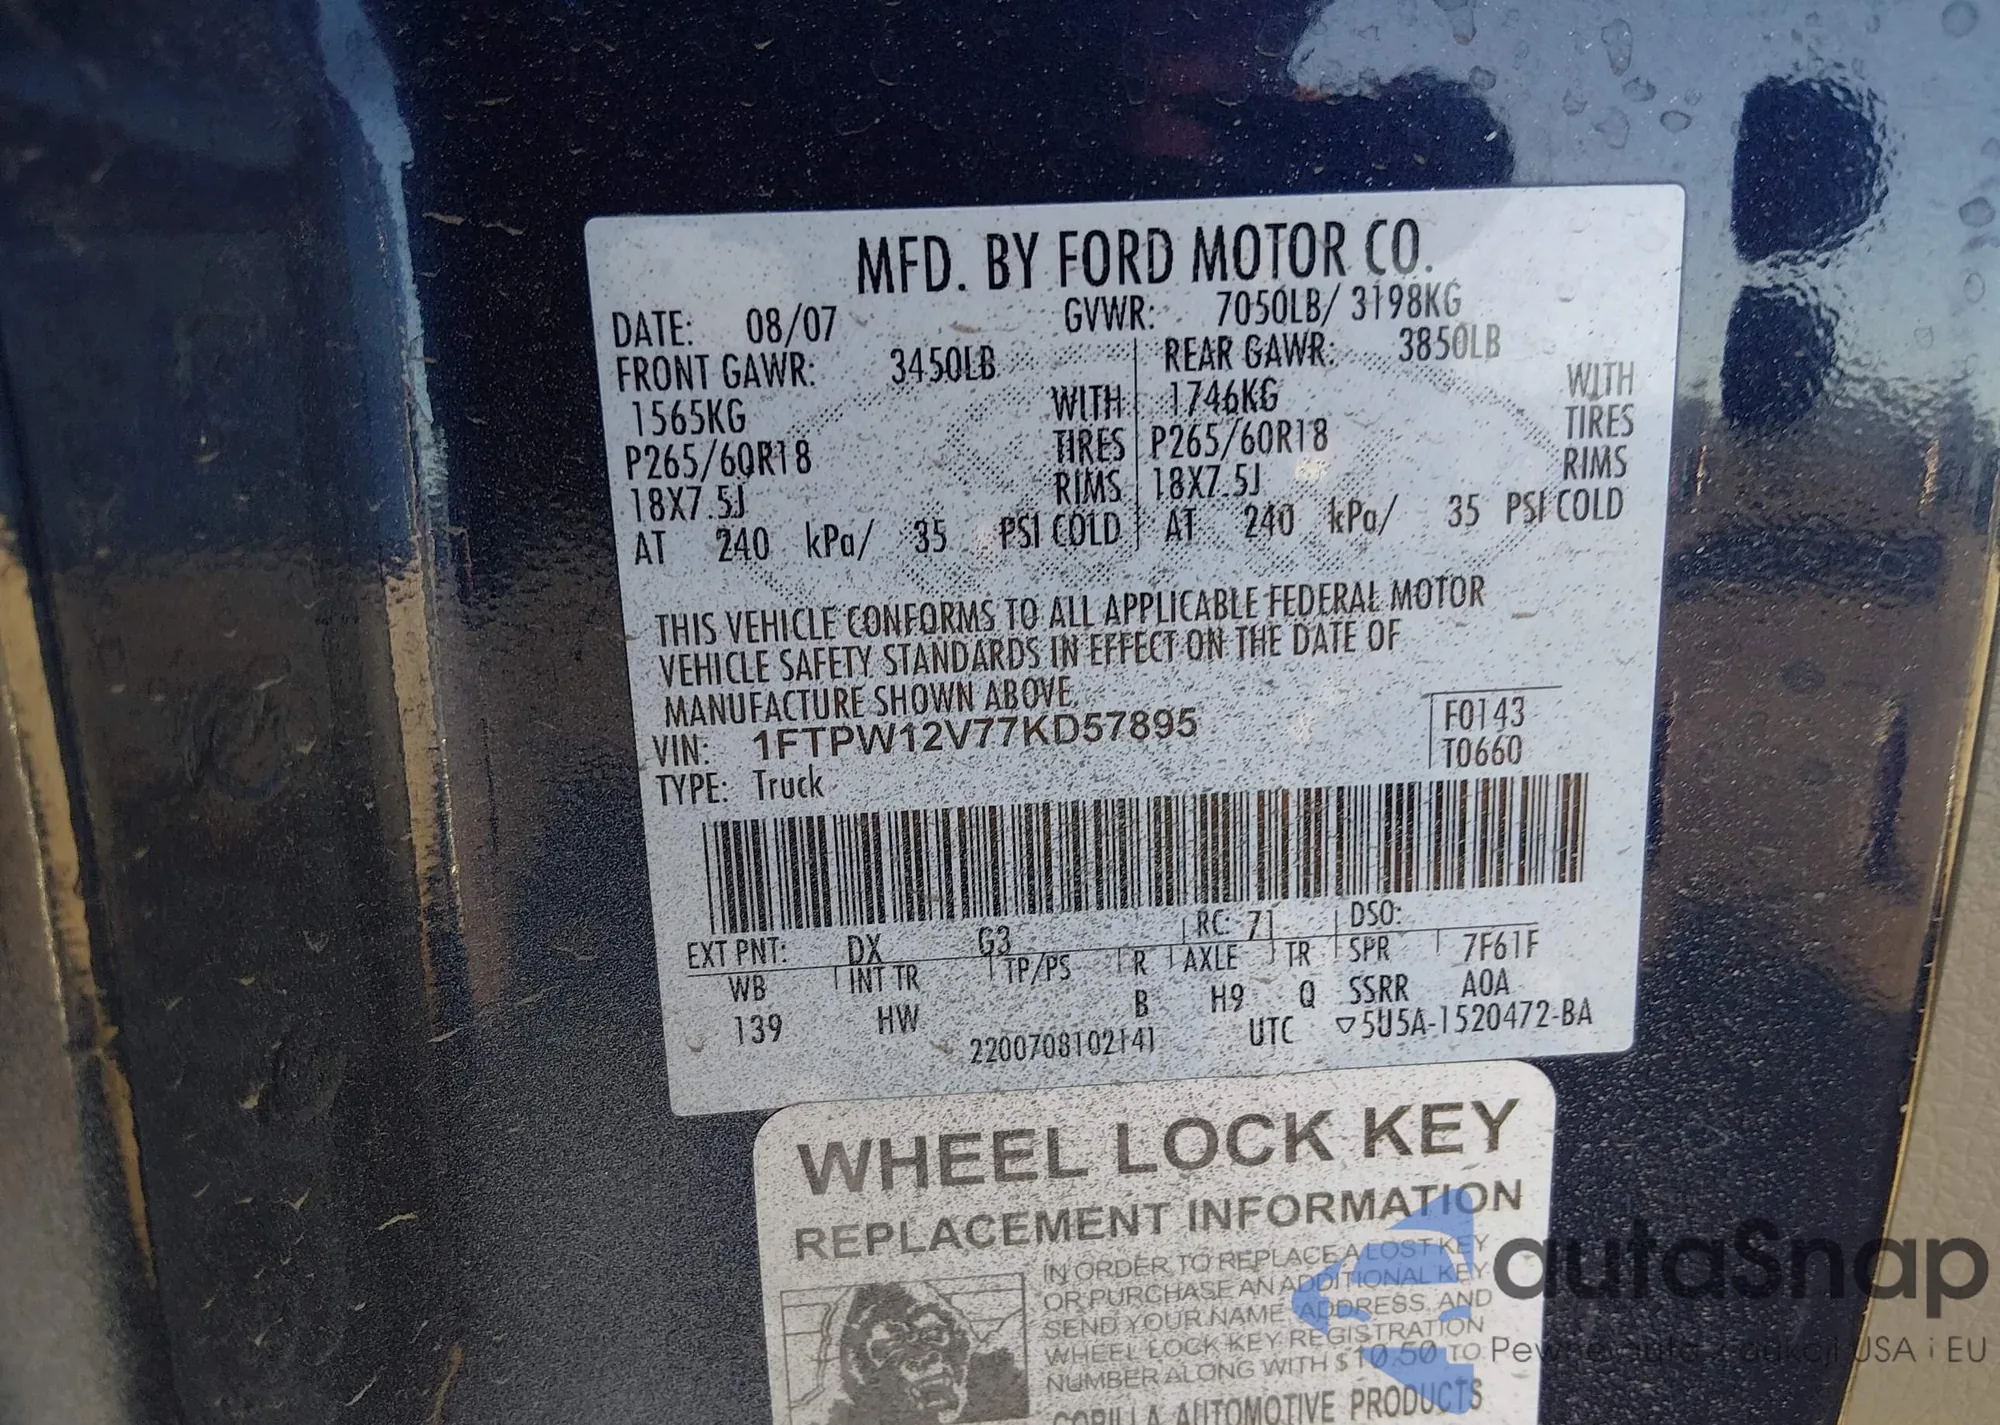 MFD. BY FORD MOTOR CO.
DATE: 08/07 GVWR: 7050LB/ 3198KG
FRONT GAWR: 3450LB REAR GAWR: 3850LB
1565KG WITH 1746KG WITH
P265/60R18 TIRES P265/60R18 TIRES
18X7.5J RIMS 18X7.5J RIMS
AT 240 kPa/ 35 PSI COLD AT 240 kPa/ 35 PSI COLD
THIS VEHICLE CONFORMS TO ALL APPLICABLE FEDERAL MOTOR
VEHICLE SAFETY STANDARDS IN EFFECT ON THE DATE OF
MANUFACTURE SHOWN ABOVE.
VIN: 1FTPW12V77KD57895
F0143
T0660
TYPE: Truck
EXT PNT: DX G3 RC: 71 DSO:
WB INT TR TP/PS R AXLE TR SPR 7F61F
139 HW B H9 Q SSRR A0A
2200708102141 UTC ▽5U5A-1520472-BA
WHEEL LOCK KEY
REPLACEMENT INFORMATION
IN ORDER TO REPLACE A LOST KEY
OR PURCHASE AN ADDITIONAL KEY
SEND YOUR NAME, ADDRESS, AND
WHEEL LOCK KEY REGISTRATION
NUMBER ALONG WITH $10.50 TO
GORILLA AUTOMOTIVE PRODUCTS
autaSnap
Pewne auta z aukcji USA i EU